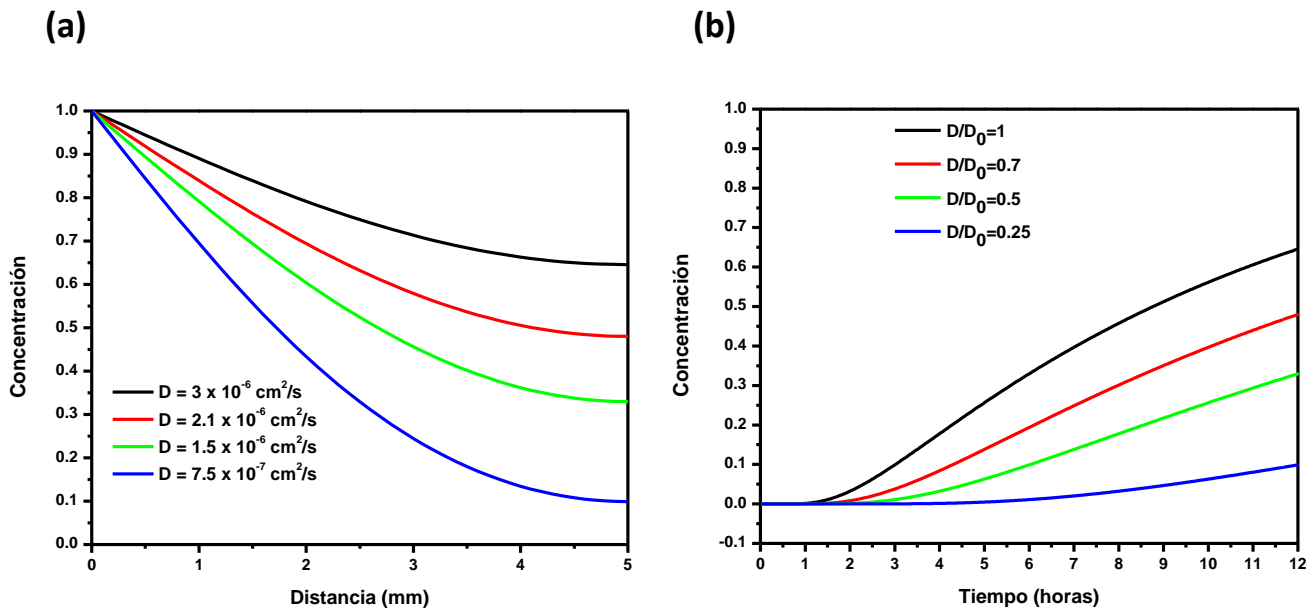 (a)
1.0
0.9
0.8
0.7
0.6
0.5
0.4
0.3
0.2
0.1
0.0
Concentración
D = 3 x 10⁻⁶ cm²/s
D = 2.1 x 10⁻⁶ cm²/s
D = 1.5 x 10⁻⁶ cm²/s
D = 7.5 x 10⁻⁷ cm²/s
0 1 2 3 4 5
Distancia (mm)
(b)
1.0
0.9
0.8
0.7
0.6
0.5
0.4
0.3
0.2
0.1
0.0
-0.1
Concentración
D/D₀=1
D/D₀=0.7
D/D₀=0.5
D/D₀=0.25
0 1 2 3 4 5 6 7 8 9 10 11 12
Tiempo (horas)